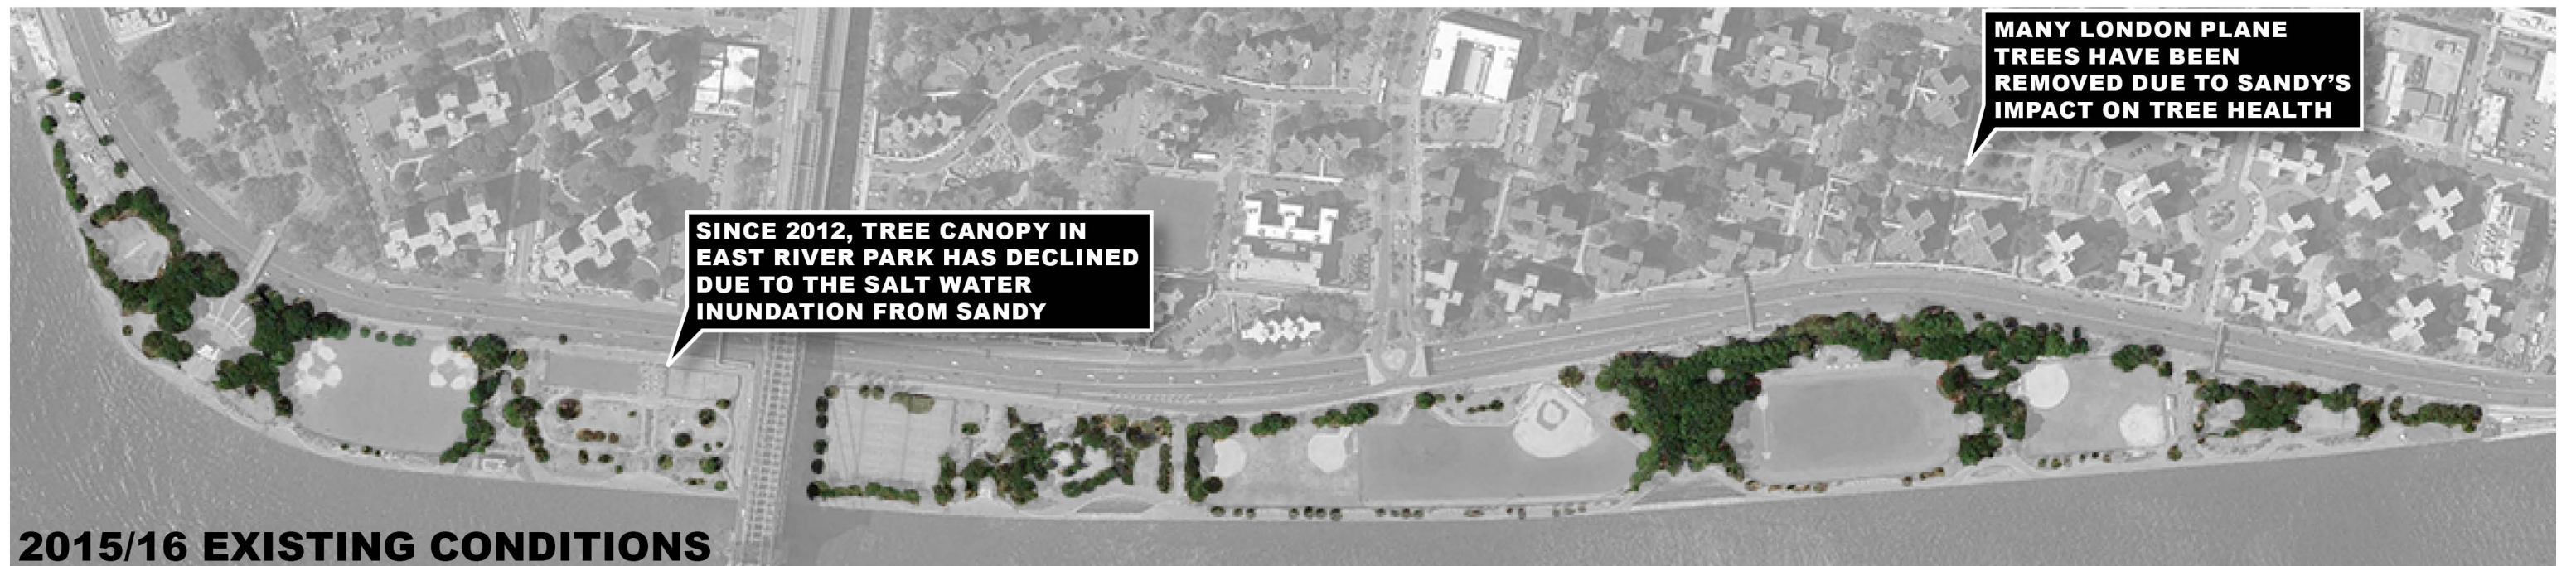 MANY LONDON PLANE
TREES HAVE BEEN
REMOVED DUE TO SANDY'S
IMPACT ON TREE HEALTH
SINCE 2012, TREE CANOPY IN
EAST RIVER PARK HAS DECLINED
DUE TO THE SALT WATER
INUNDATION FROM SANDY
2015/16 EXISTING CONDITIONS